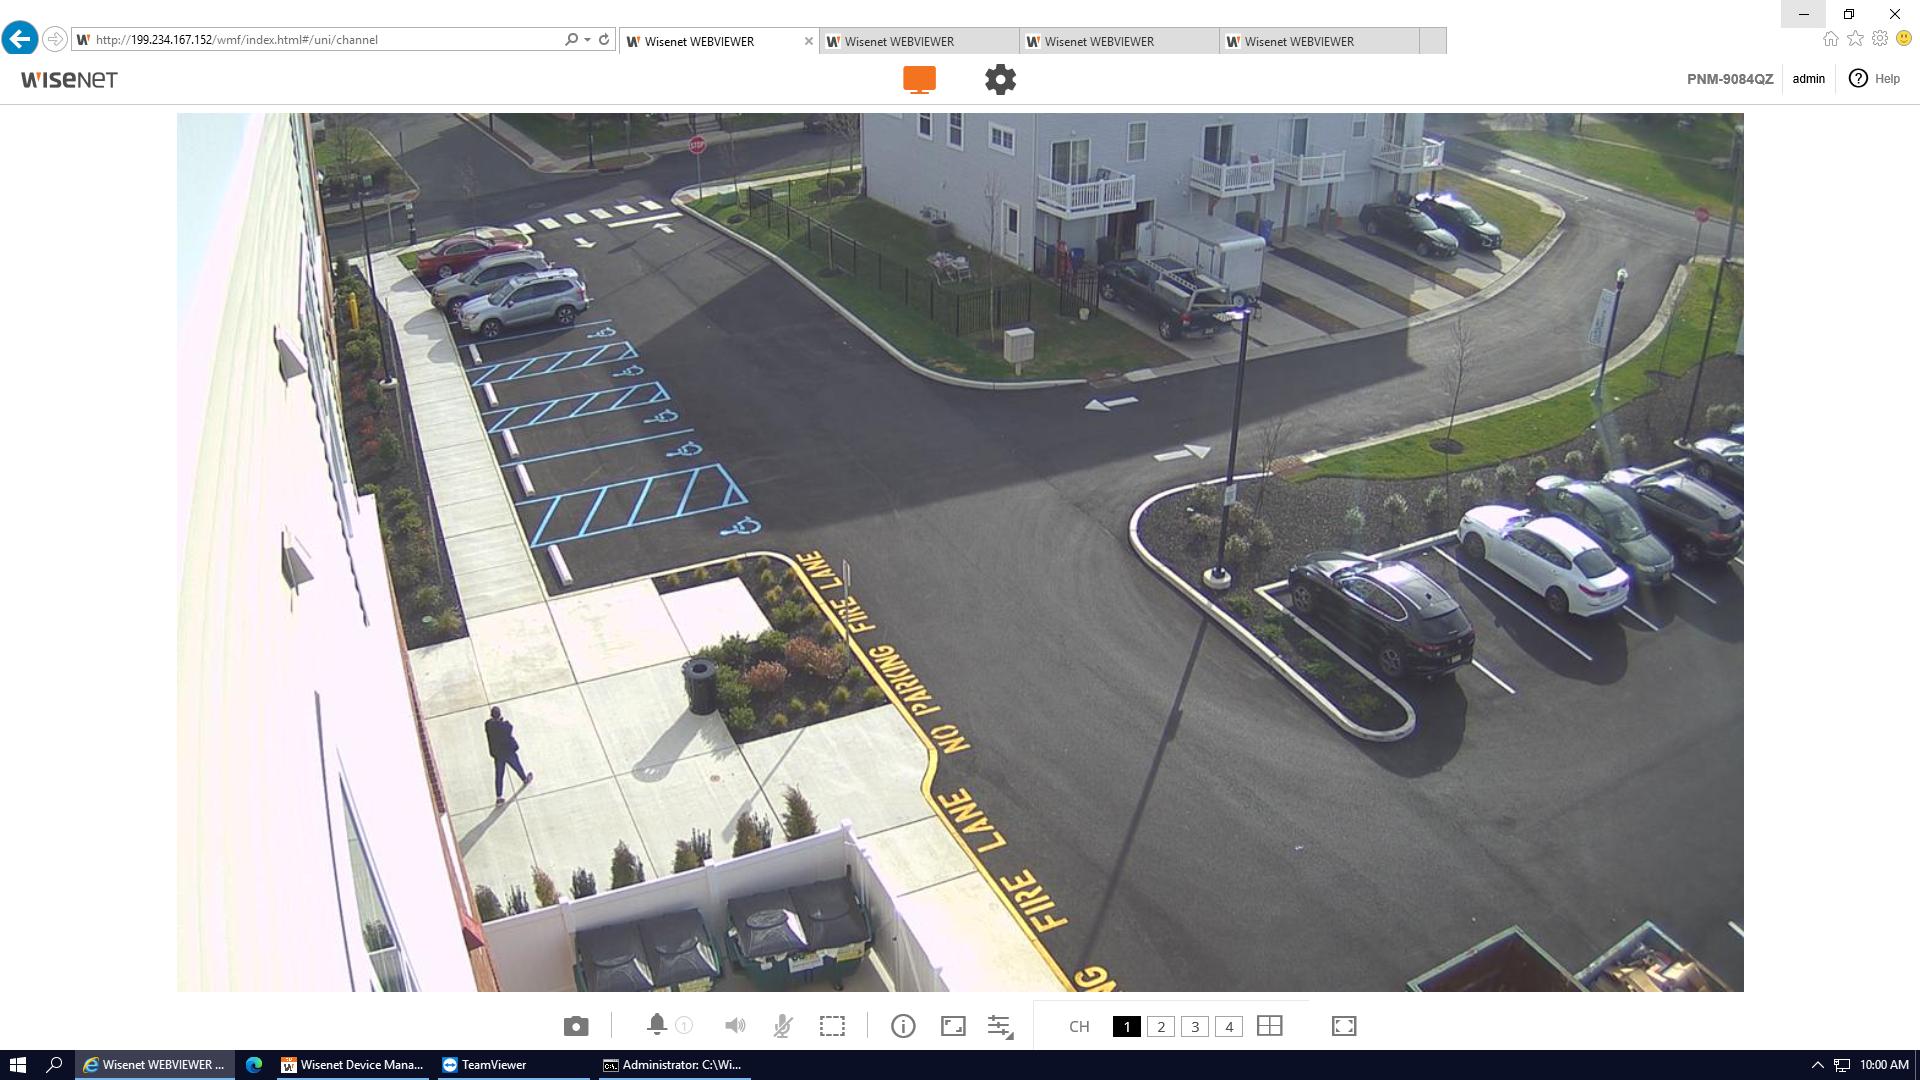 http://199.234.167.152/wmf/index.html#/uni/channel
Wisenet WEBVIEWER
Wisenet WEBVIEWER
Wisenet WEBVIEWER
Wisenet WEBVIEWER
WISENET
PNM-9084QZ
admin
? Help
STOP
FIRE LANE
NO PARKING FIRE LANE
FIRE LANE
NG
1
CH
1
2
3
4
Wisenet WEBVIEWER ...
Wisenet Device Mana...
TeamViewer
Administrator: C:\Wi...
10:00 AM